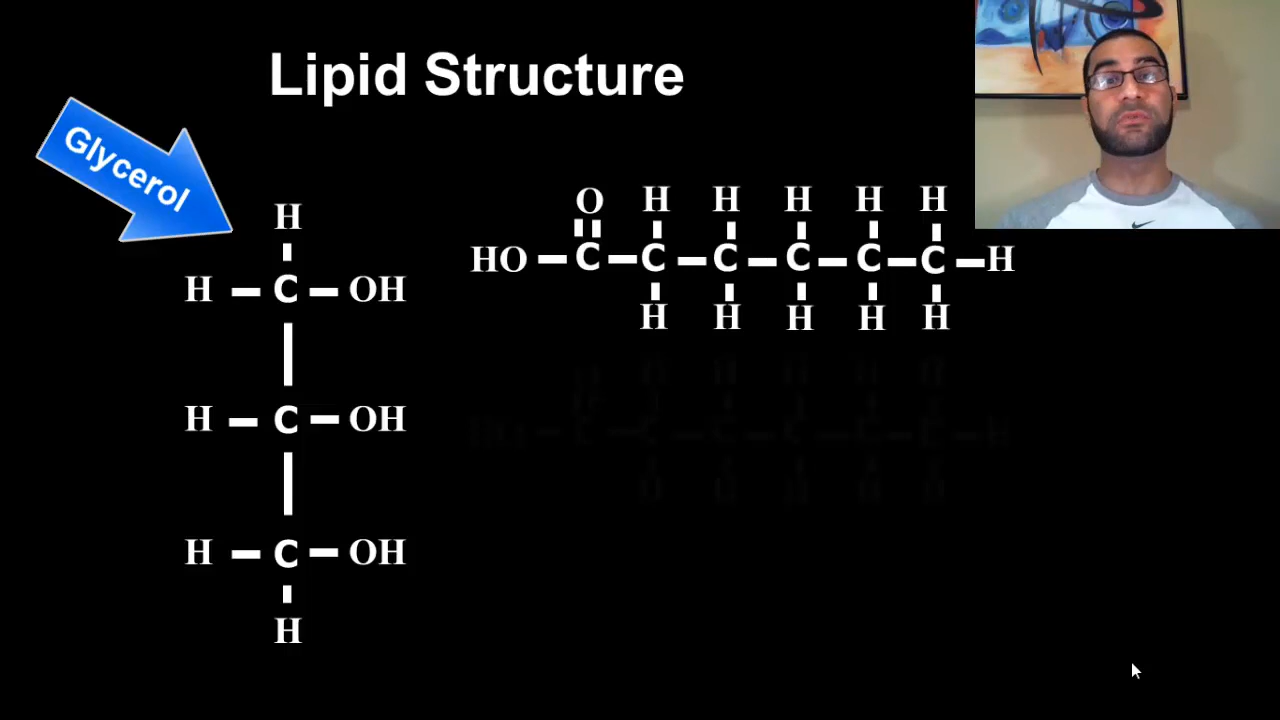 Lipid Structure
Glycerol
H
H C OH
H C OH
H C OH
H
O H H H H H
HO C C C C C C H
H H H H H